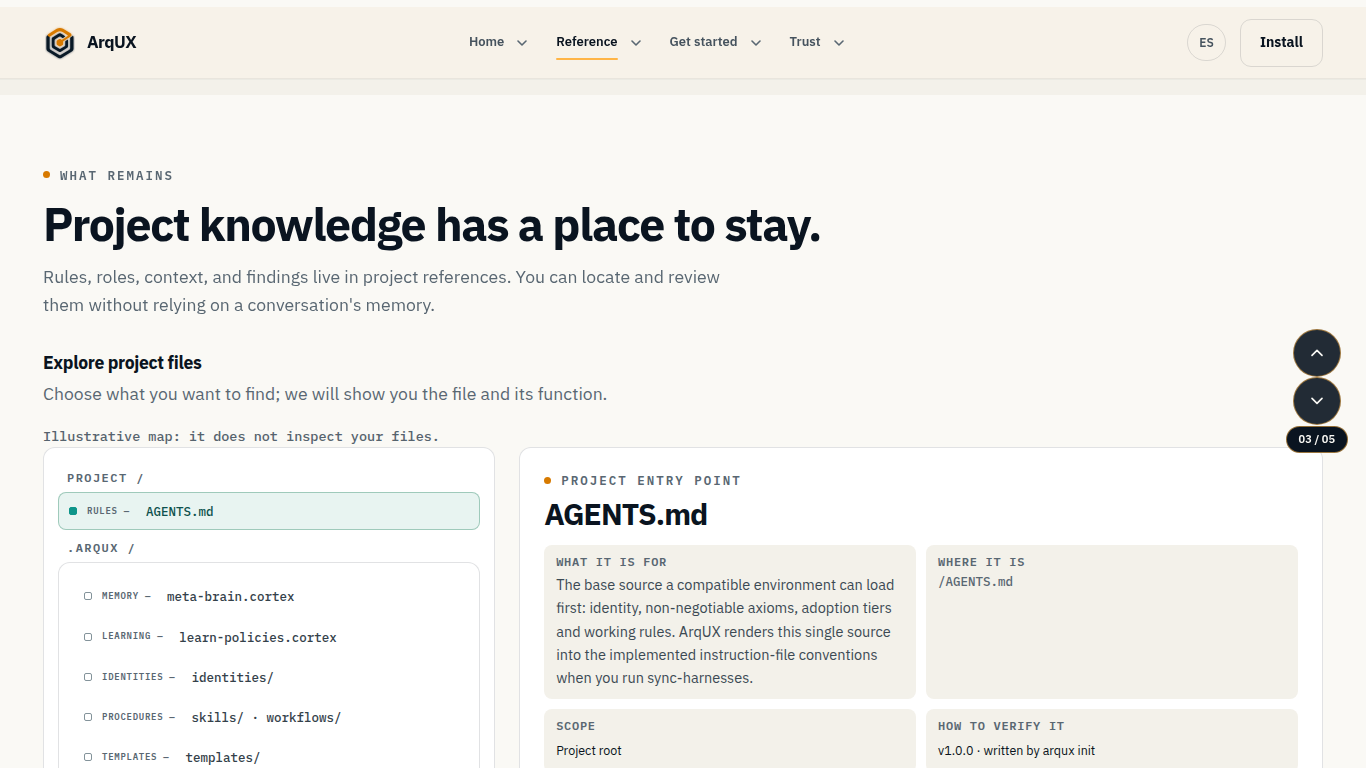 ArqUX
Home
Reference
Get started
Trust
ES
Install
WHAT REMAINS
Project knowledge has a place to stay.
Rules, roles, context, and findings live in project references. You can locate and review
them without relying on a conversation's memory.
Explore project files
Choose what you want to find; we will show you the file and its function.
Illustrative map: it does not inspect your files.
PROJECT /
RULES — AGENTS.md
.ARQUX /
MEMORY — meta-brain.cortex
LEARNING — learn-policies.cortex
IDENTITIES — identities/
PROCEDURES — skills/ · workflows/
TEMPLATES — templates/
PROJECT ENTRY POINT
AGENTS.md
WHAT IT IS FOR
The base source a compatible environment can load
first: identity, non-negotiable axioms, adoption tiers
and working rules. ArqUX renders this single source
into the implemented instruction-file conventions
when you run sync-harnesses.
WHERE IT IS
/AGENTS.md
SCOPE
Project root
HOW TO VERIFY IT
v1.0.0 · written by arqux init
03 / 05